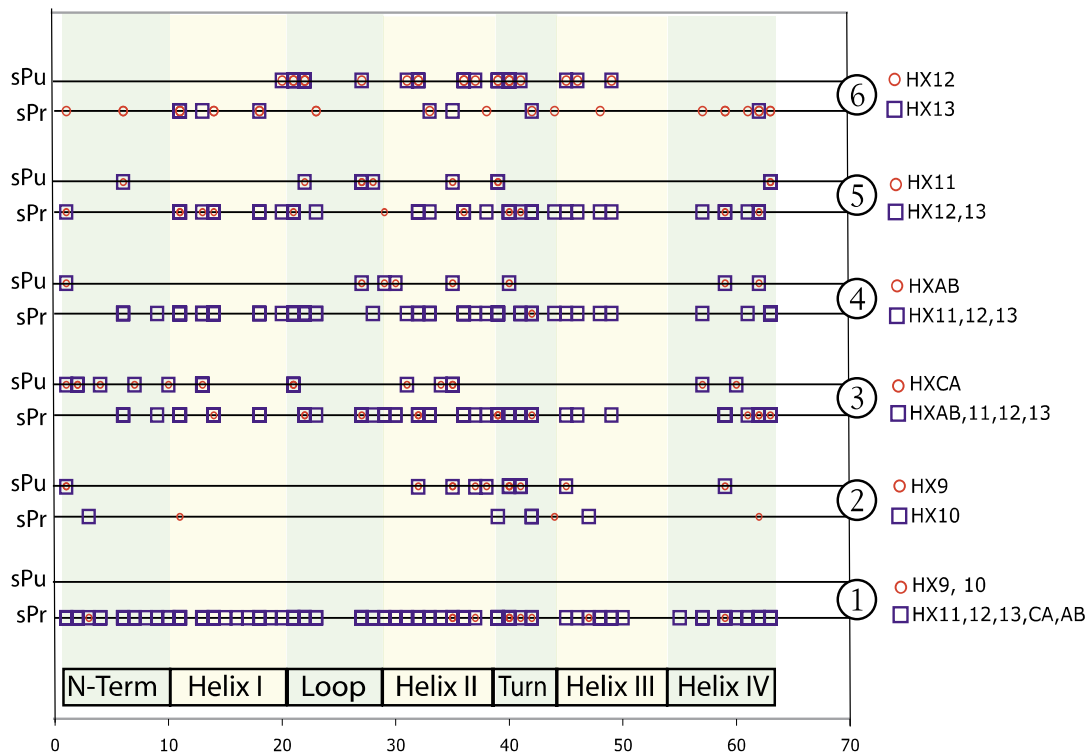 sPu
sPr
6
HX12
HX13
sPu
sPr
5
HX11
HX12,13
sPu
sPr
4
HXAB
HX11,12,13
sPu
sPr
3
HXCA
HXAB,11,12,13
sPu
sPr
2
HX9
HX10
sPu
sPr
1
HX9, 10
HX11,12,13,CA,AB
N-Term Helix I Loop Helix II Turn Helix III Helix IV
0 10 20 30 40 50 60 70